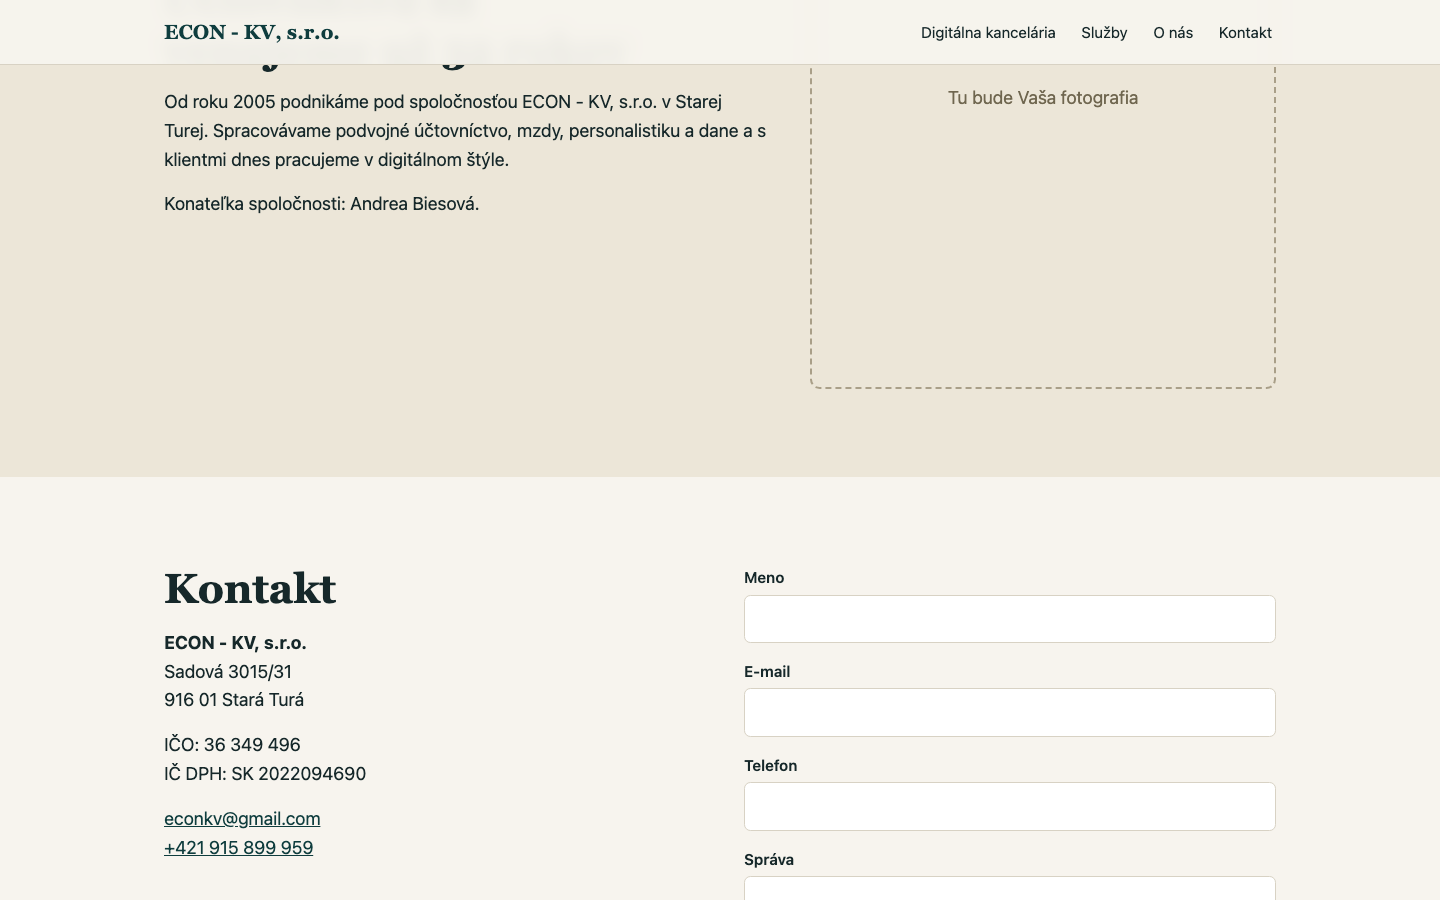 ECON - KV, s.r.o.
Digitálna kancelária
Služby
O nás
Kontakt
Od roku 2005 podnikáme pod spoločnosťou ECON - KV, s.r.o. v Starej
Turej. Spracovávame podvojné účtovníctvo, mzdy, personalistiku a dane a s
klientmi dnes pracujeme v digitálnom štýle.
Konateľka spoločnosti: Andrea Biesová.
Tu bude Vaša fotografia
Kontakt
ECON - KV, s.r.o.
Sadová 3015/31
916 01 Stará Turá
IČO: 36 349 496
IČ DPH: SK 2022094690
econkv@gmail.com
+421 915 899 959
Meno
E-mail
Telefon
Správa